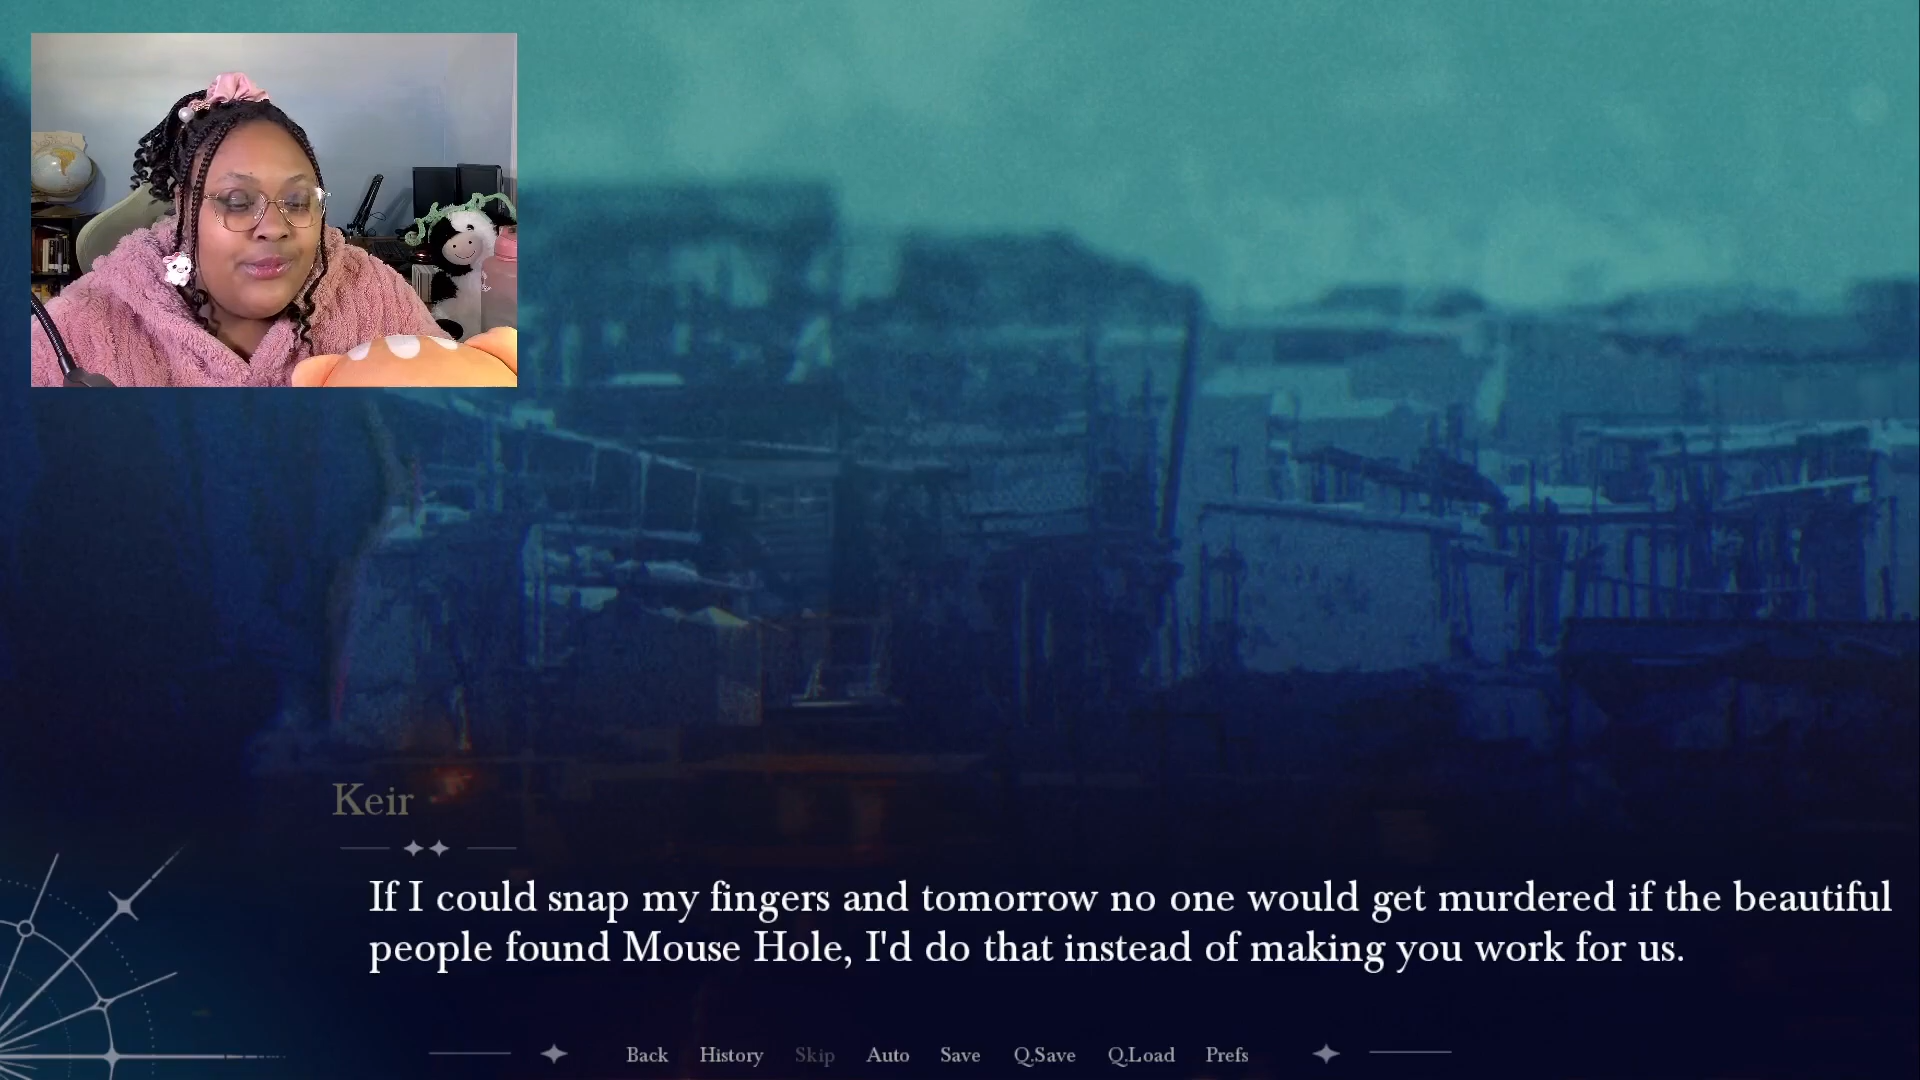 Keir
If I could snap my fingers and tomorrow no one would get murdered if the beautiful
people found Mouse Hole, I'd do that instead of making you work for us.
Back History Skip Auto Save Q.Save Q.Load Prefs